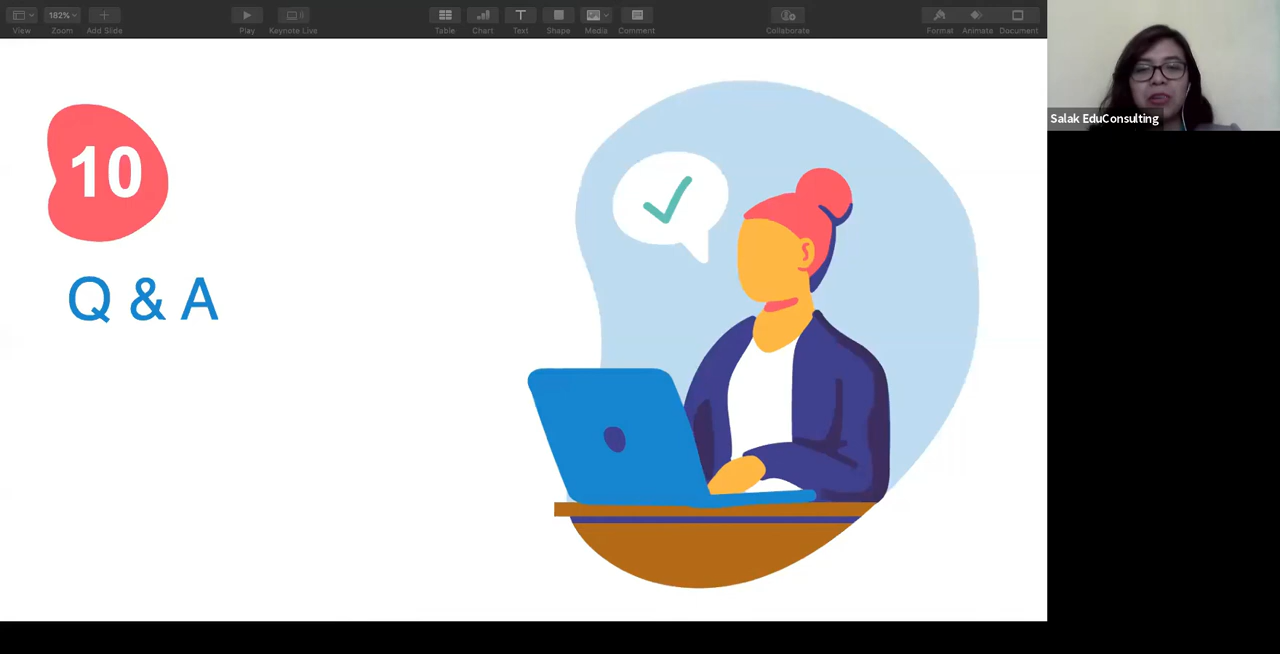 182%
View
Zoom
Add Slide
Play
Keynote Live
Table
Chart
Text
Shape
Media
Comment
Collaborate
Format
Animate
Document
Salak EduConsulting
10
Q & A